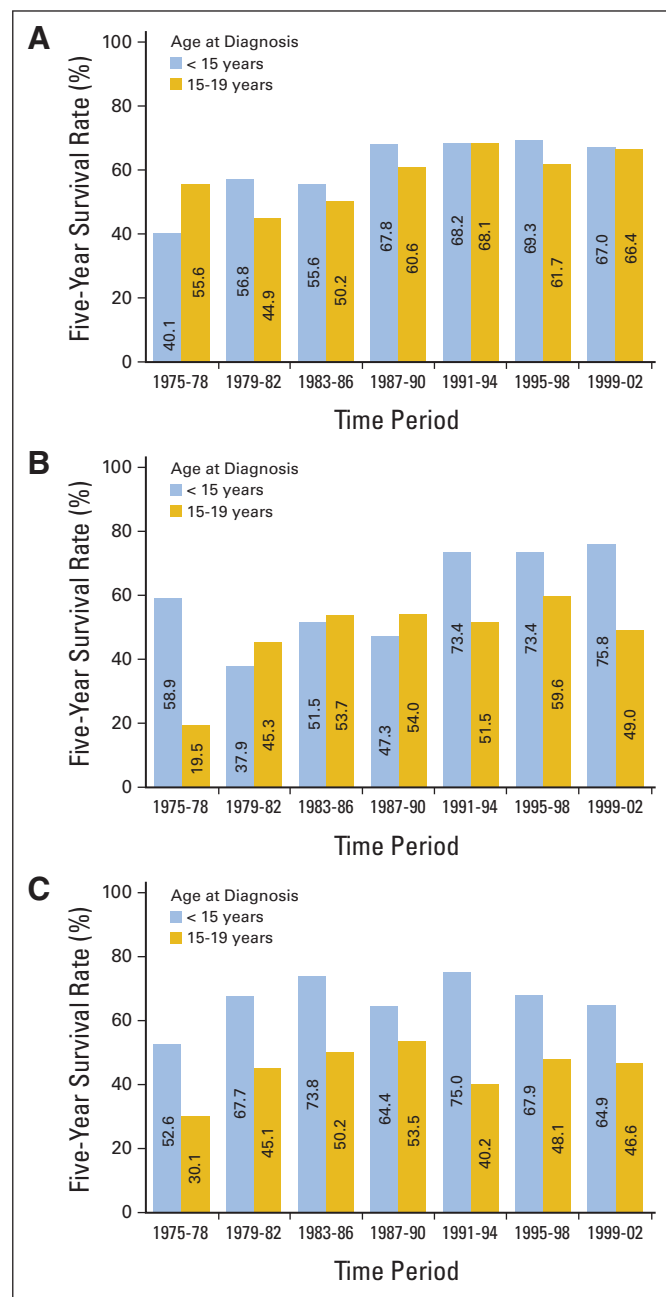 A
Age at Diagnosis
< 15 years
15-19 years
Five-Year Survival Rate (%)
100
80
60
40
20
0
40.1
55.6
56.8
44.9
55.6
50.2
67.8
60.6
68.2
68.1
69.3
61.7
67.0
66.4
1975-78 1979-82 1983-86 1987-90 1991-94 1995-98 1999-02
Time Period
B
Age at Diagnosis
< 15 years
15-19 years
Five-Year Survival Rate (%)
100
80
60
40
20
0
58.9
19.5
37.9
45.3
51.5
53.7
47.3
54.0
73.4
51.5
73.4
59.6
75.8
49.0
1975-78 1979-82 1983-86 1987-90 1991-94 1995-98 1999-02
Time Period
C
Age at Diagnosis
< 15 years
15-19 years
Five-Year Survival Rate (%)
100
80
60
40
20
0
52.6
30.1
67.7
45.1
73.8
50.2
64.4
53.5
75.0
40.2
67.9
48.1
64.9
46.6
1975-78 1979-82 1983-86 1987-90 1991-94 1995-98 1999-02
Time Period